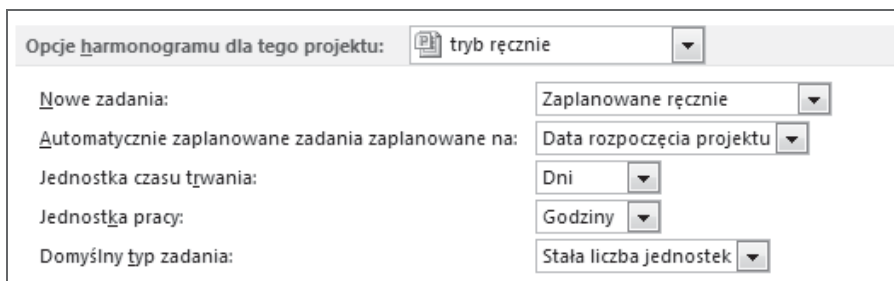 Opcje harmonogramu dla tego projektu: tryb ręcznie
Nowe zadania: Zaplanowane ręcznie
Automatycznie zaplanowane zadania zaplanowane na: Data rozpoczęcia projektu
Jednostka czasu trwania: Dni
Jednostka pracy: Godziny
Domyślny typ zadania: Stała liczba jednostek